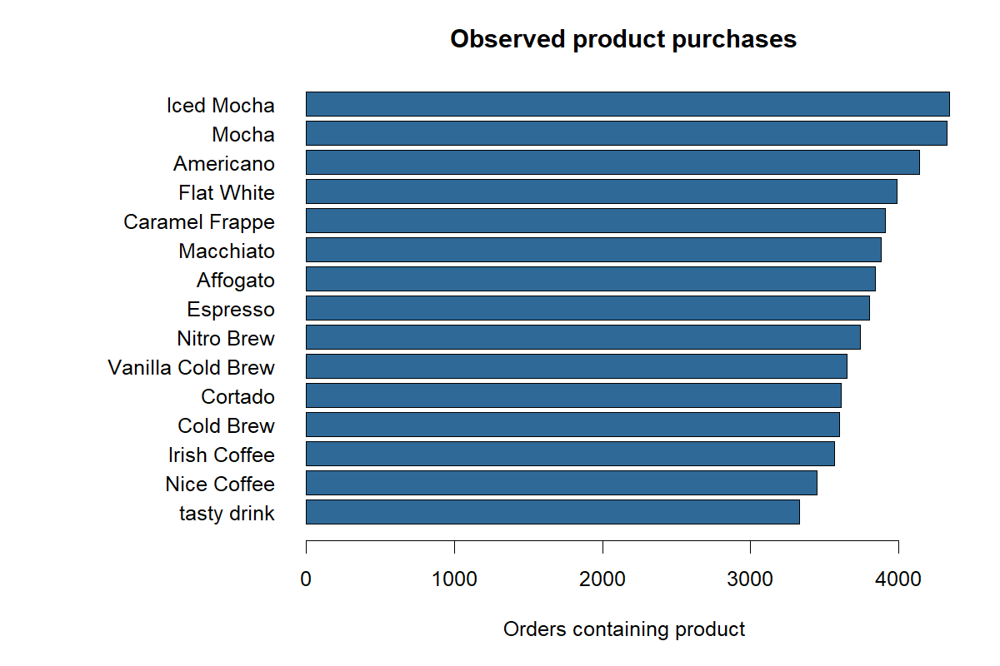 Observed product purchases
Iced Mocha
Mocha
Americano
Flat White
Caramel Frappe
Macchiato
Affogato
Espresso
Nitro Brew
Vanilla Cold Brew
Cortado
Cold Brew
Irish Coffee
Nice Coffee
tasty drink
0 1000 2000 3000 4000
Orders containing product